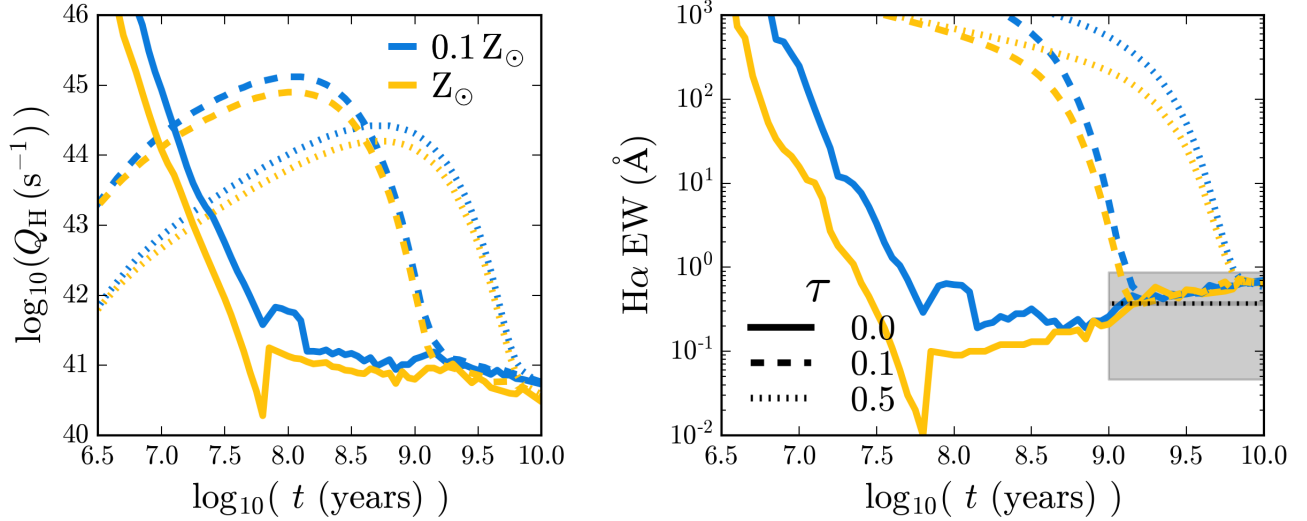 log₁₀(Q_H (s⁻¹))
46
45
44
43
42
41
40
6.5 7.0 7.5 8.0 8.5 9.0 9.5 10.0
log₁₀( t (years) )
0.1 Z⊙
Z⊙
Hα EW (Å)
10³
10²
10¹
10⁰
10⁻¹
10⁻²
6.5 7.0 7.5 8.0 8.5 9.0 9.5 10.0
log₁₀( t (years) )
τ
0.0
0.1
0.5